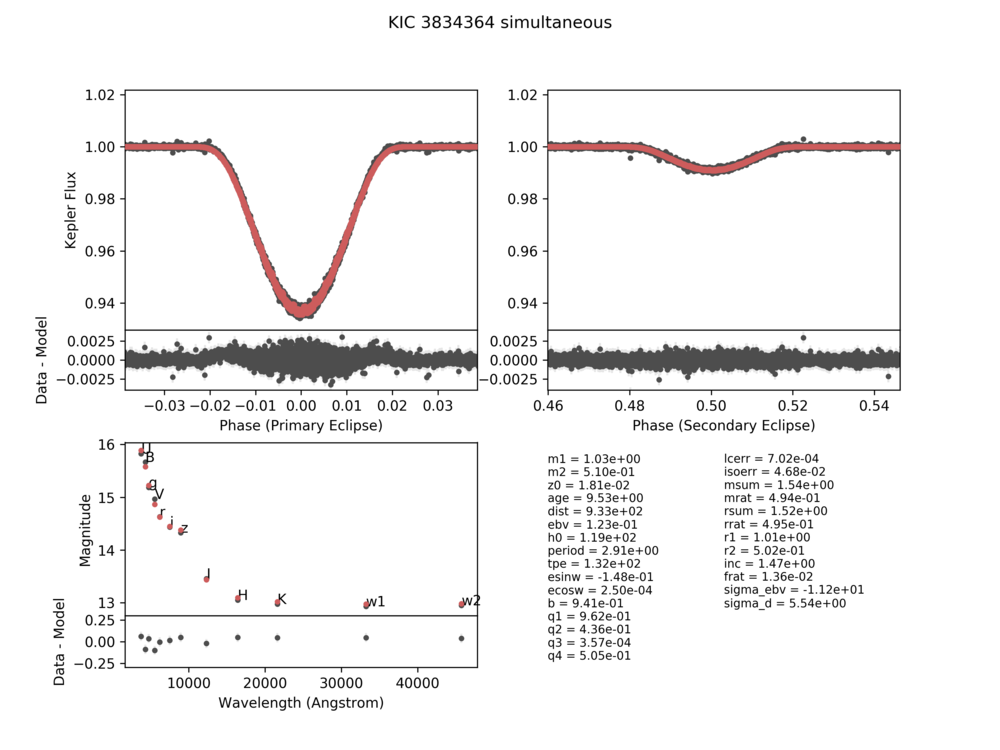 KIC 3834364 simultaneous
1.02
1.00
0.98
0.96
0.94
Kepler Flux
0.0025
0.0000
−0.0025
Data - Model
−0.03 −0.02 −0.01 0.00 0.01 0.02 0.03
Phase (Primary Eclipse)
1.02
1.00
0.98
0.96
0.94
0.0025
0.0000
−0.0025
0.46 0.48 0.50 0.52 0.54
Phase (Secondary Eclipse)
16
15
14
13
Magnitude
U
B
g
V
r
i
z
J
H
K
w1
w2
0.25
0.00
−0.25
Data - Model
10000 20000 30000 40000
Wavelength (Angstrom)
m1 = 1.03e+00
m2 = 5.10e-01
z0 = 1.81e-02
age = 9.53e+00
dist = 9.33e+02
ebv = 1.23e-01
h0 = 1.19e+02
period = 2.91e+00
tpe = 1.32e+02
esinw = -1.48e-01
ecosw = 2.50e-04
b = 9.41e-01
q1 = 9.62e-01
q2 = 4.36e-01
q3 = 3.57e-04
q4 = 5.05e-01
lcerr = 7.02e-04
isoerr = 4.68e-02
msum = 1.54e+00
mrat = 4.94e-01
rsum = 1.52e+00
rrat = 4.95e-01
r1 = 1.01e+00
r2 = 5.02e-01
inc = 1.47e+00
frat = 1.36e-02
sigma_ebv = -1.12e+01
sigma_d = 5.54e+00